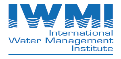 IWMI
International
Water Management
Institute